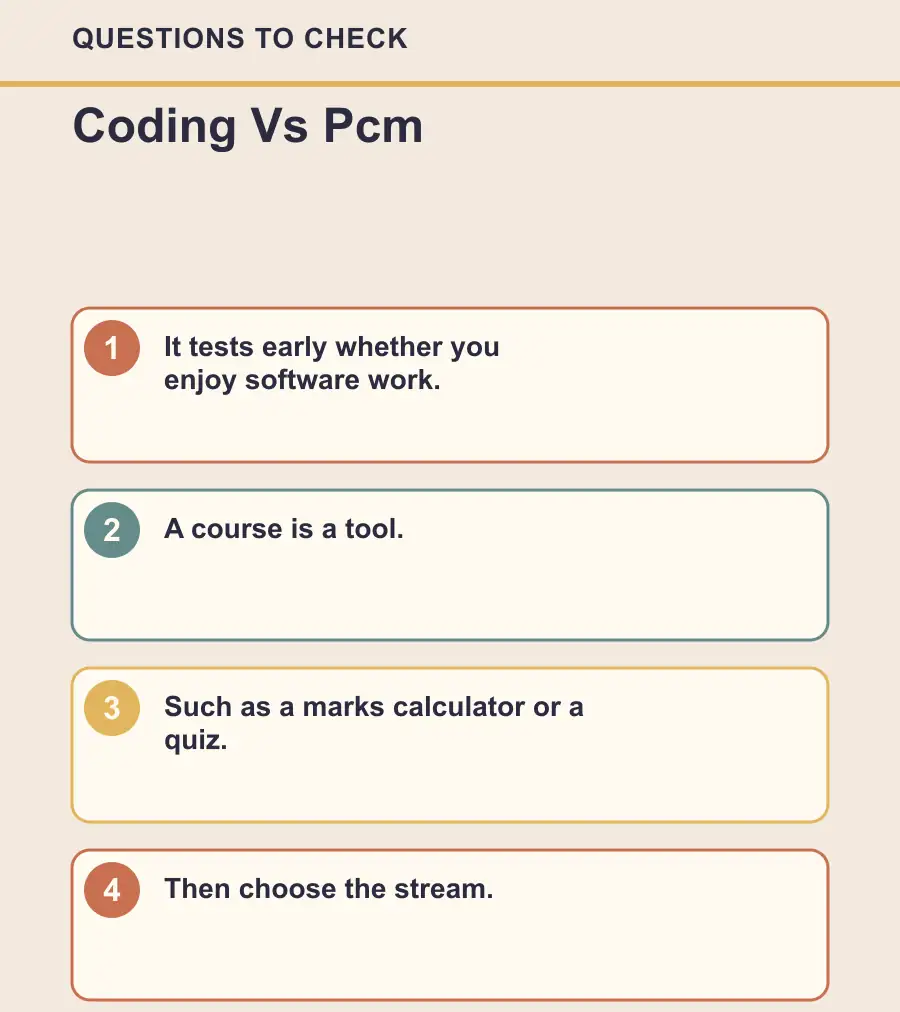 QUESTIONS TO CHECK
Coding Vs Pcm
1
It tests early whether you
enjoy software work.
2
A course is a tool.
3
Such as a marks calculator or a
quiz.
4
Then choose the stream.